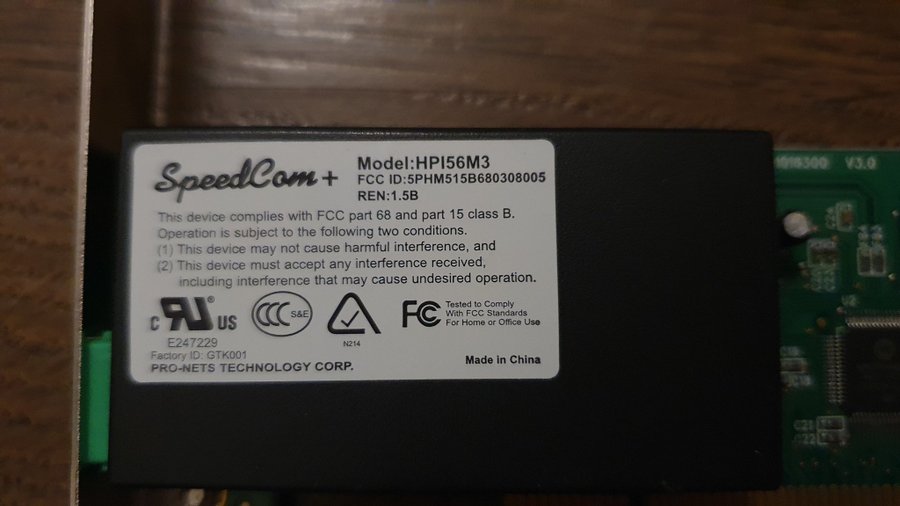 SpeedCom+
Model:HPI56M3
FCC ID:5PHM515B680308005
REN:1.5B
This device complies with FCC part 68 and part 15 class B.
Operation is subject to the following two conditions.
(1) This device may not cause harmful interference, and
(2) This device must accept any interference received,
including interference that may cause undesired operation.
c RU ® US
E247229
CCC S&E
N214
FC Tested to Comply
With FCC Standards
For Home or Office Use
Factory ID: GTK001
PRO-NETS TECHNOLOGY CORP.
Made in China
V3.0
C21